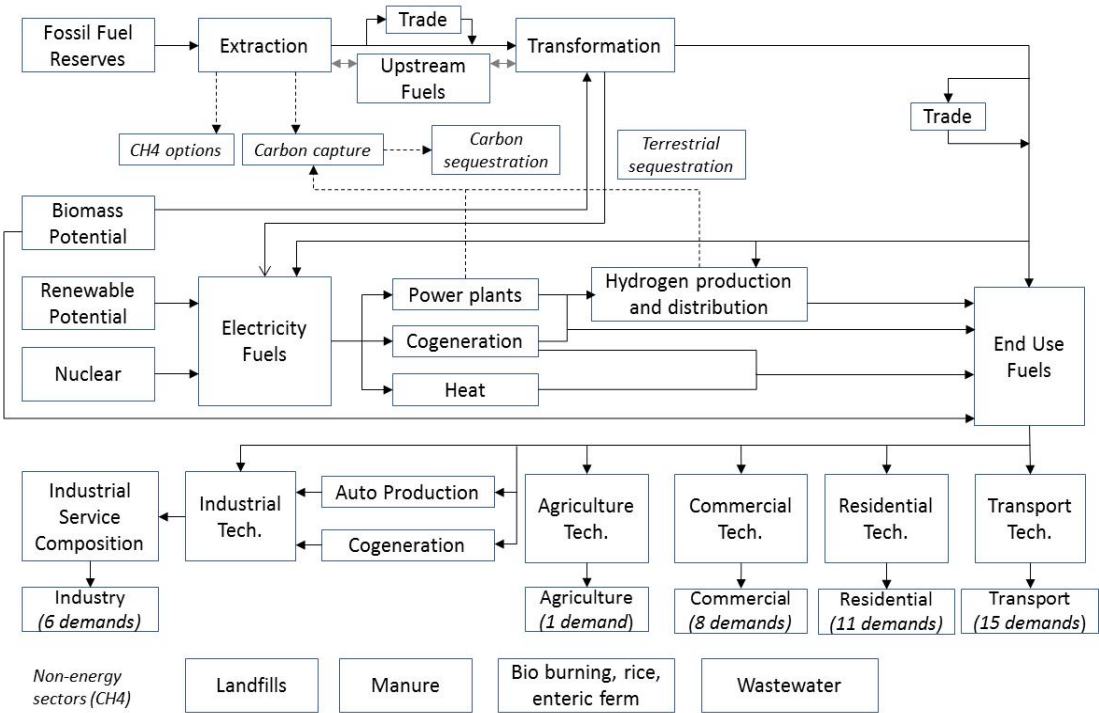 Fossil Fuel
Reserves
Extraction
Trade
Transformation
Upstream
Fuels
Trade
CH4 options
Carbon capture
Carbon
sequestration
Terrestrial
sequestration
Biomass
Potential
Renewable
Potential
Nuclear
Electricity
Fuels
Power plants
Cogeneration
Heat
Hydrogen production
and distribution
End Use
Fuels
Industrial
Service
Composition
Industrial
Tech.
Auto Production
Cogeneration
Agriculture
Tech.
Commercial
Tech.
Residential
Tech.
Transport
Tech.
Industry
(6 demands)
Agriculture
(1 demand)
Commercial
(8 demands)
Residential
(11 demands)
Transport
(15 demands)
Non-energy
sectors (CH4)
Landfills
Manure
Bio burning, rice,
enteric ferm
Wastewater